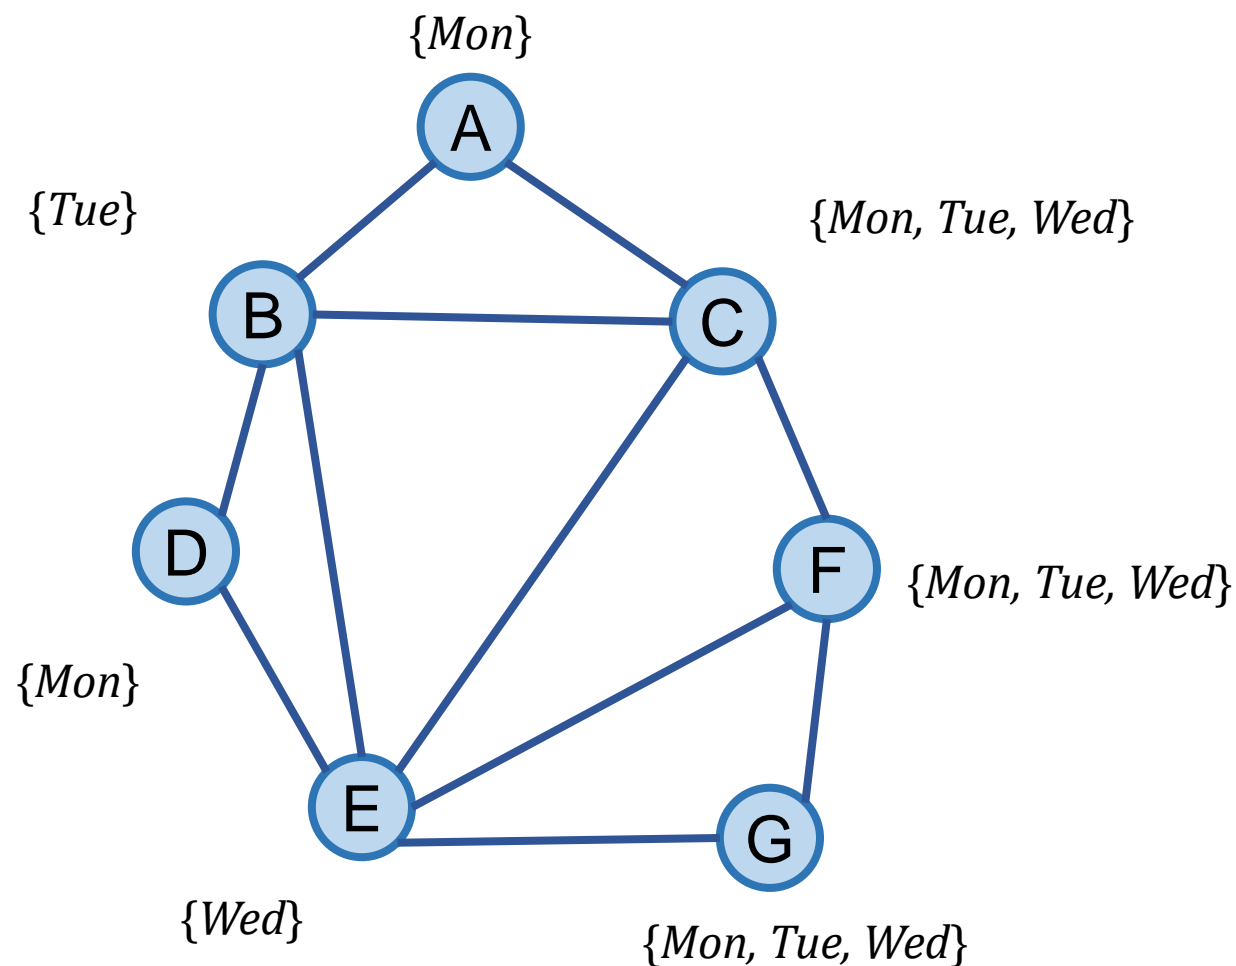 {Mon}
A
{Tue}
{Mon, Tue, Wed}
B
C
D
F
{Mon, Tue, Wed}
{Mon}
E
G
{Wed}
{Mon, Tue, Wed}